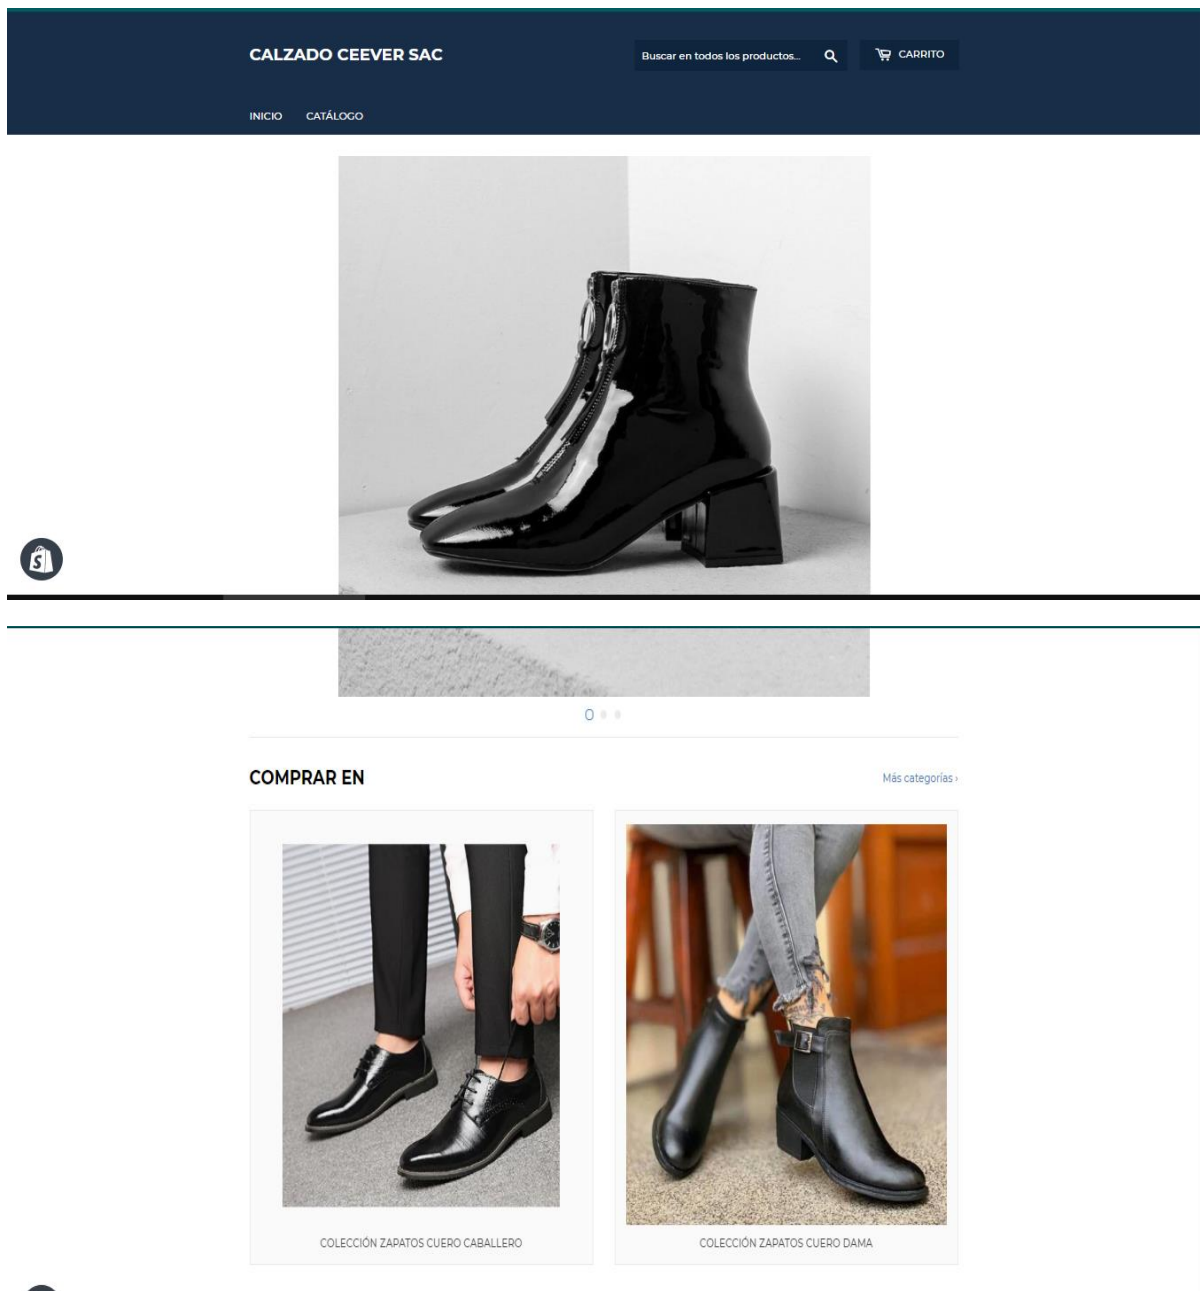 CALZADO CEEVER SAC
Buscar en todos los productos...
CARRITO
INICIO
CATÁLOGO
COMPRAR EN
Más categorías ›
COLECCIÓN ZAPATOS CUERO CABALLERO
COLECCIÓN ZAPATOS CUERO DAMA